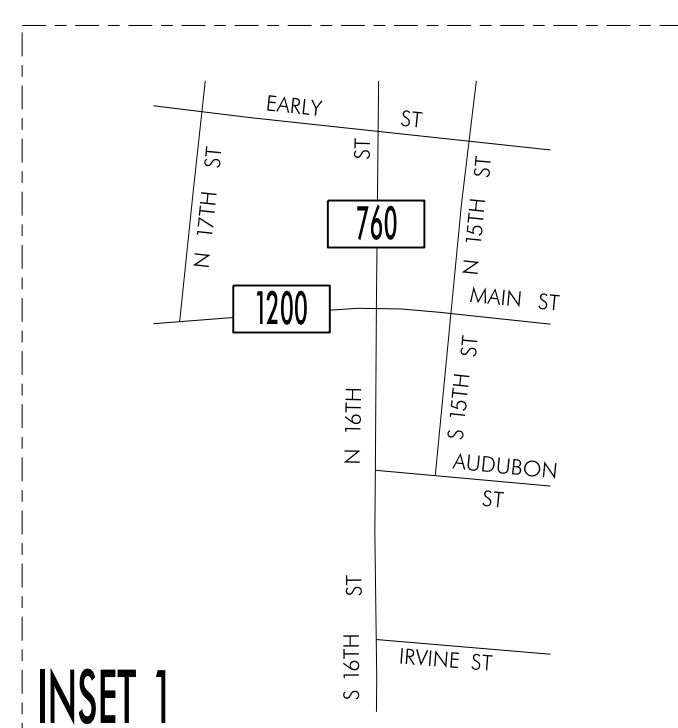 EARLY ST
N 17TH ST
ST
760
N 15TH ST
1200
MAIN ST
S 15TH ST
N 16TH
AUDUBON
ST
ST
S 16TH
IRVINE ST
INSET 1